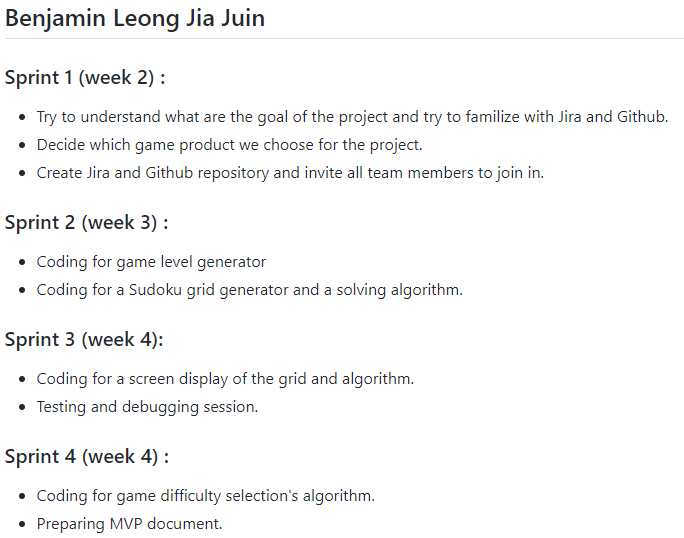 Benjamin Leong Jia Juin
Sprint 1 (week 2) :
• Try to understand what are the goal of the project and try to familize with Jira and Github.
• Decide which game product we choose for the project.
• Create Jira and Github repository and invite all team members to join in.
Sprint 2 (week 3) :
• Coding for game level generator
• Coding for a Sudoku grid generator and a solving algorithm.
Sprint 3 (week 4):
• Coding for a screen display of the grid and algorithm.
• Testing and debugging session.
Sprint 4 (week 4) :
• Coding for game difficulty selection's algorithm.
• Preparing MVP document.